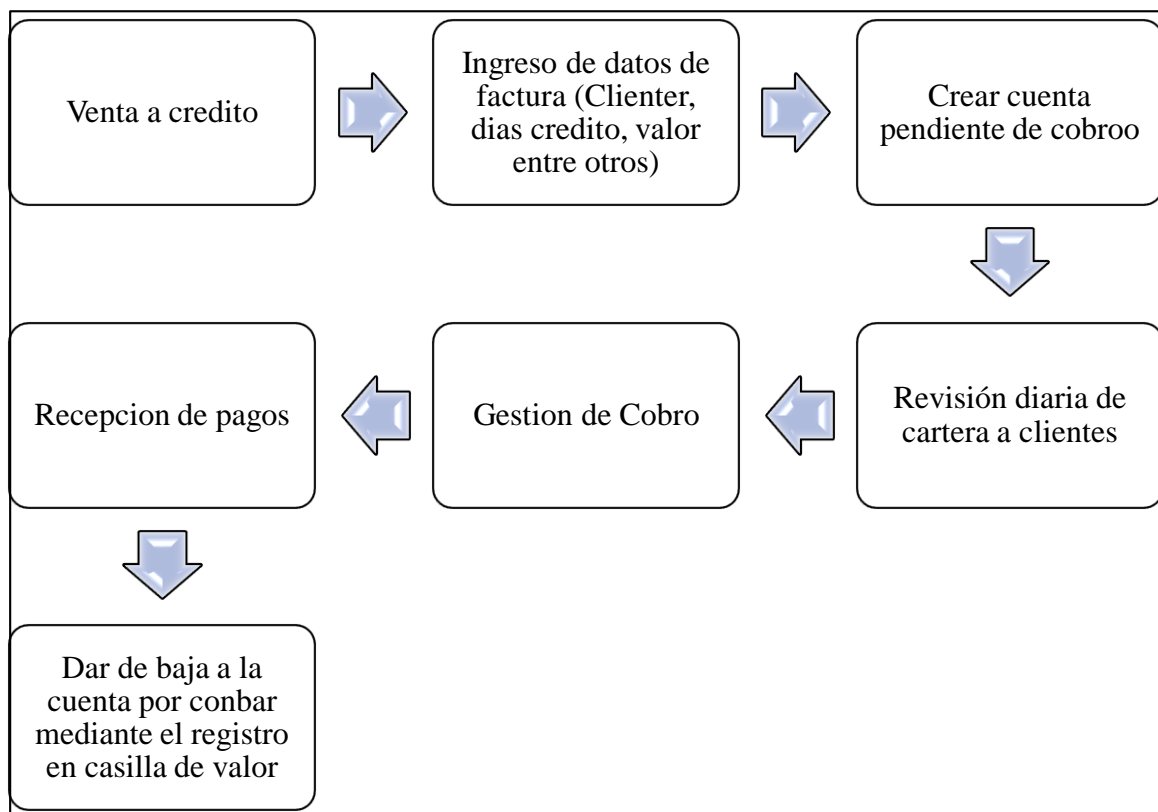 Venta a credito
Ingreso de datos de
factura (Clienter,
dias credito, valor
entre otros)
Crear cuenta
pendiente de cobroo
Revisión diaria de
cartera a clientes
Gestion de Cobro
Recepcion de pagos
Dar de baja a la
cuenta por conbar
mediante el registro
en casilla de valor